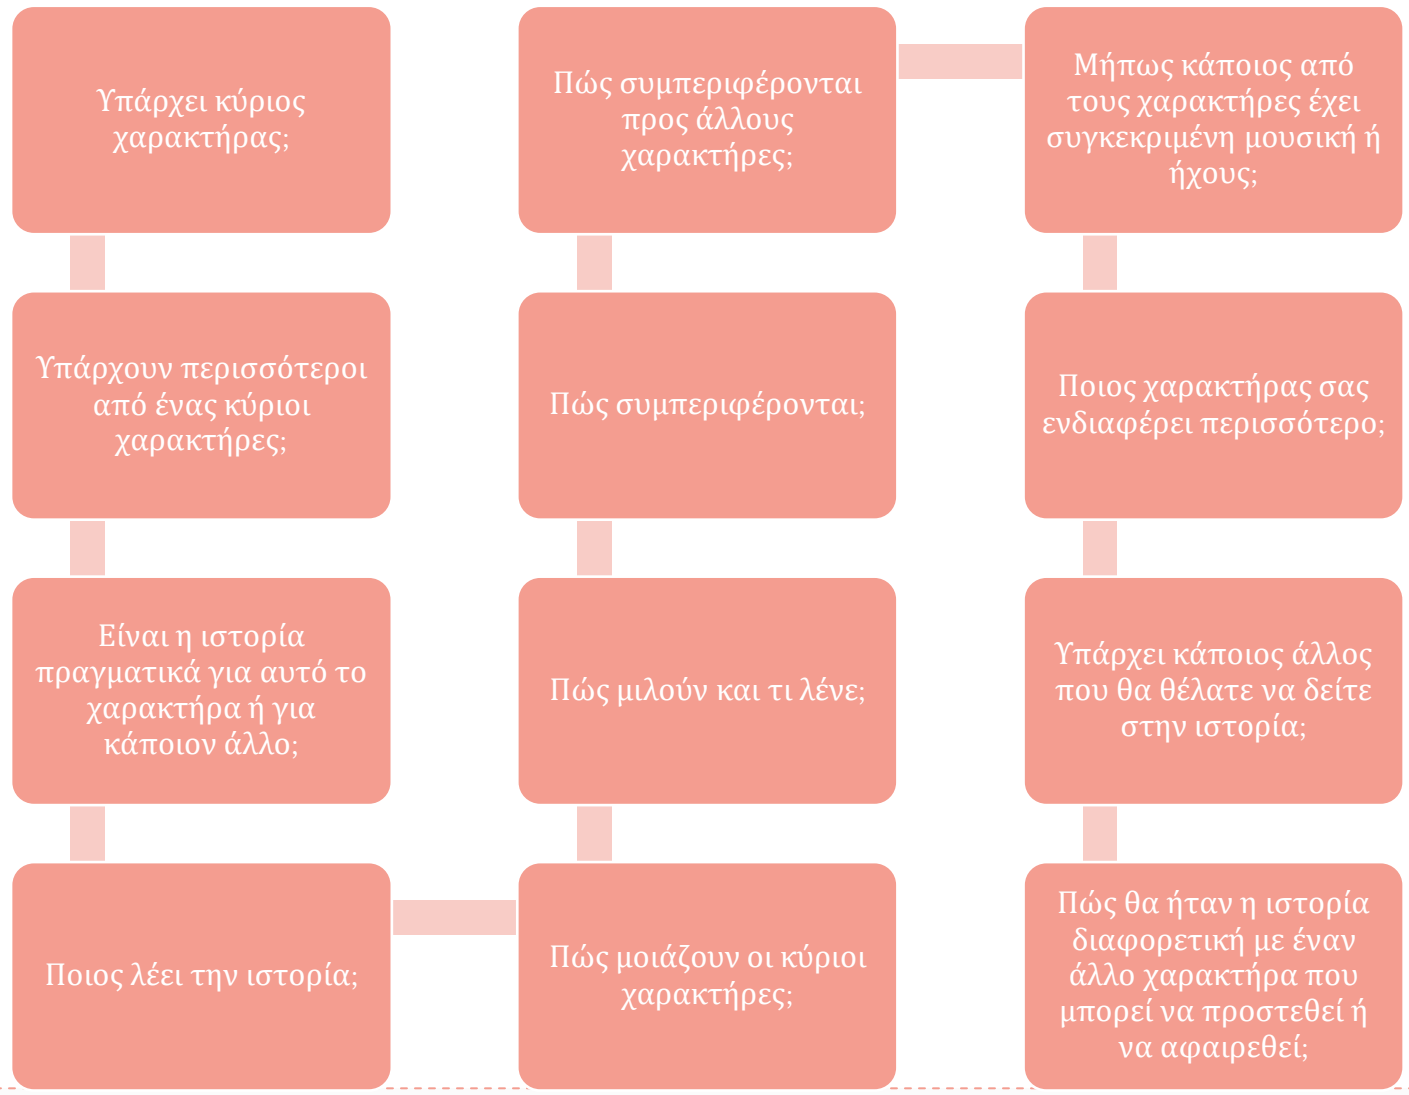 Υπάρχει κύριος
χαρακτήρας;
Υπάρχουν περισσότεροι
από ένας κύριοι
χαρακτήρες;
Είναι η ιστορία
πραγματικά για αυτό το
χαρακτήρα ή για
κάποιον άλλο;
Ποιος λέει την ιστορία;
Πώς μοιάζουν οι κύριοι
χαρακτήρες;
Πώς μιλούν και τι λένε;
Πώς συμπεριφέρονται;
Πώς συμπεριφέρονται
προς άλλους
χαρακτήρες;
Μήπως κάποιος από
τους χαρακτήρες έχει
συγκεκριμένη μουσική ή
ήχους;
Ποιος χαρακτήρας σας
ενδιαφέρει περισσότερο;
Υπάρχει κάποιος άλλος
που θα θέλατε να δείτε
στην ιστορία;
Πώς θα ήταν η ιστορία
διαφορετική με έναν
άλλο χαρακτήρα που
μπορεί να προστεθεί ή
να αφαιρεθεί;